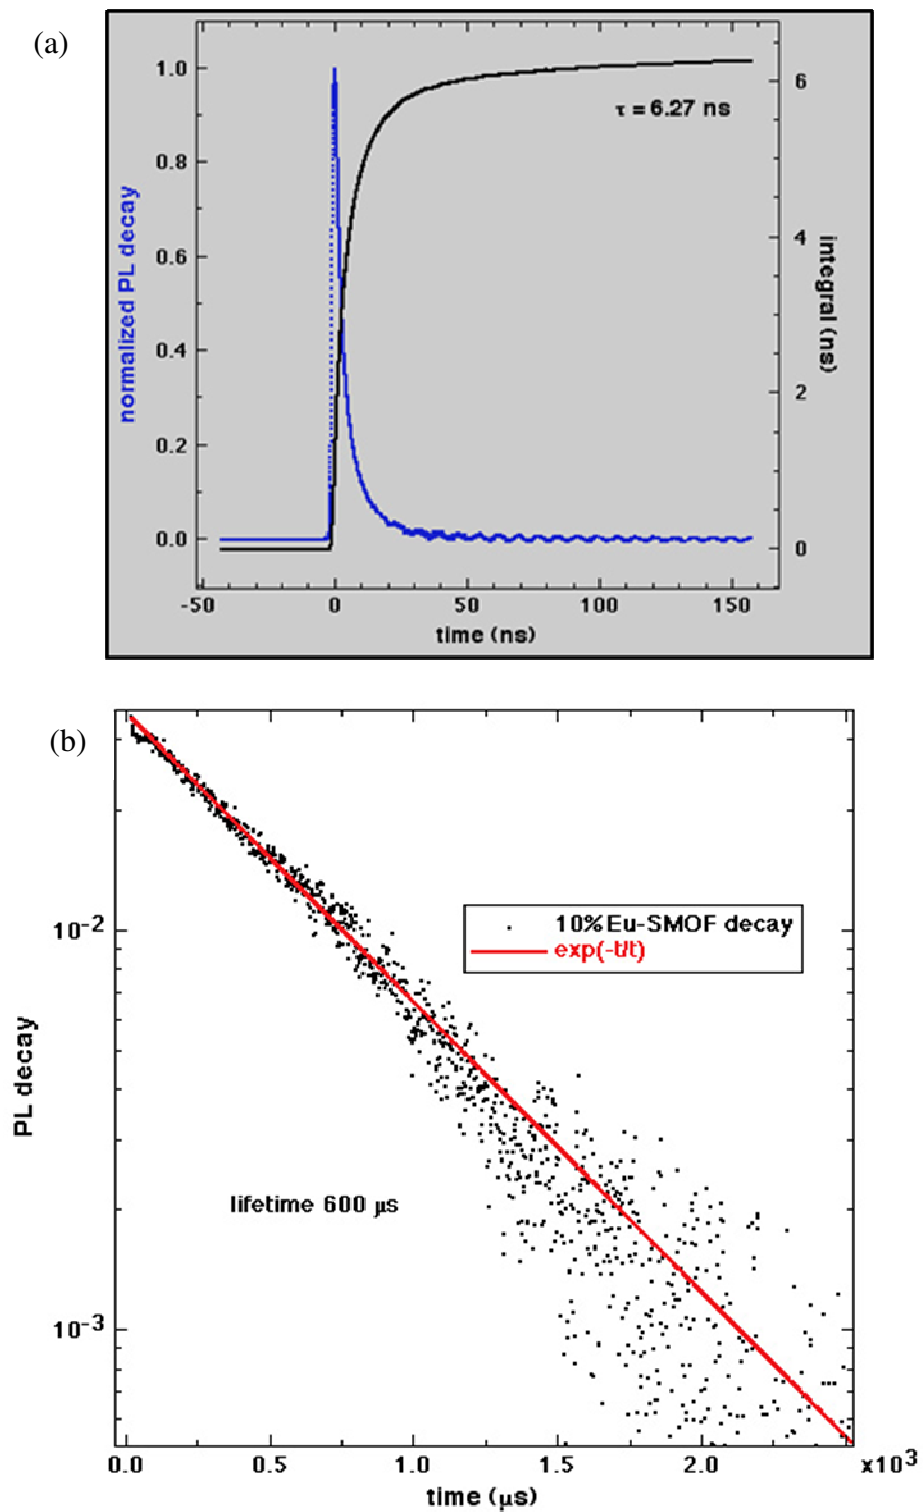 (a)
1.0
0.8
0.6
0.4
0.2
0.0
normalized PL decay
τ = 6.27 ns
6
4
2
0
integral (ns)
-50 0 50 100 150
time (ns)
(b)
10-2
10-3
PL decay
10%Eu-SMOF decay
exp(-t/t)
lifetime 600 µs
0.0 0.5 1.0 1.5 2.0 x103
time (µs)